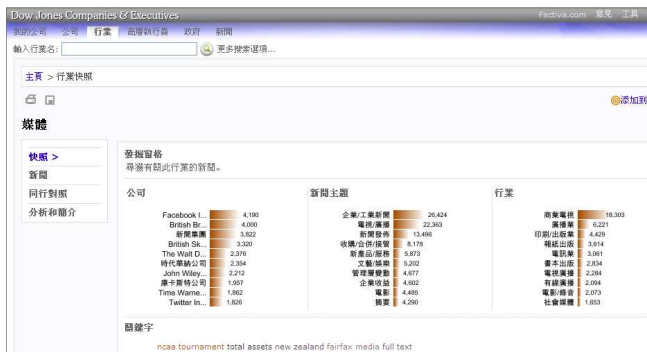 Dow Jones Companies & Executives
Factiva.com 意見 工具
我的公司 公司 行業 高層執行員 政府 新聞
輸入行業名: 更多搜索選項...
主頁 > 行業快照
添加到
媒體
快照 >
新聞
同行對照
分析和簡介
發掘窗格
尋獲有關此行業的新聞。
公司
Facebook I... 4,190
British Br... 4,000
新聞集團 3,822
British Sk... 3,320
The Walt D... 2,376
時代華納公司 2,354
John Wiley... 2,212
康卡斯特公司 1,957
Time Warne... 1,862
Twitter In... 1,826
新聞主題
企業/工業新聞 26,424
電視/廣播 22,363
新聞發佈 13,496
收購/合併/接管 8,178
新產品/服務 5,873
文藝/娛樂 5,202
管理層變動 4,677
企業收益 4,602
電影 4,485
摘要 4,290
行業
商業電視 18,303
廣播業 6,221
印刷/出版業 4,429
報紙出版 3,614
電訊業 3,061
書本出版 2,834
電視廣播 2,284
有線廣播 2,094
電影/錄音 2,073
社會媒體 1,653
關鍵字
ncaa tournament total assets new zealand fairfax media full text